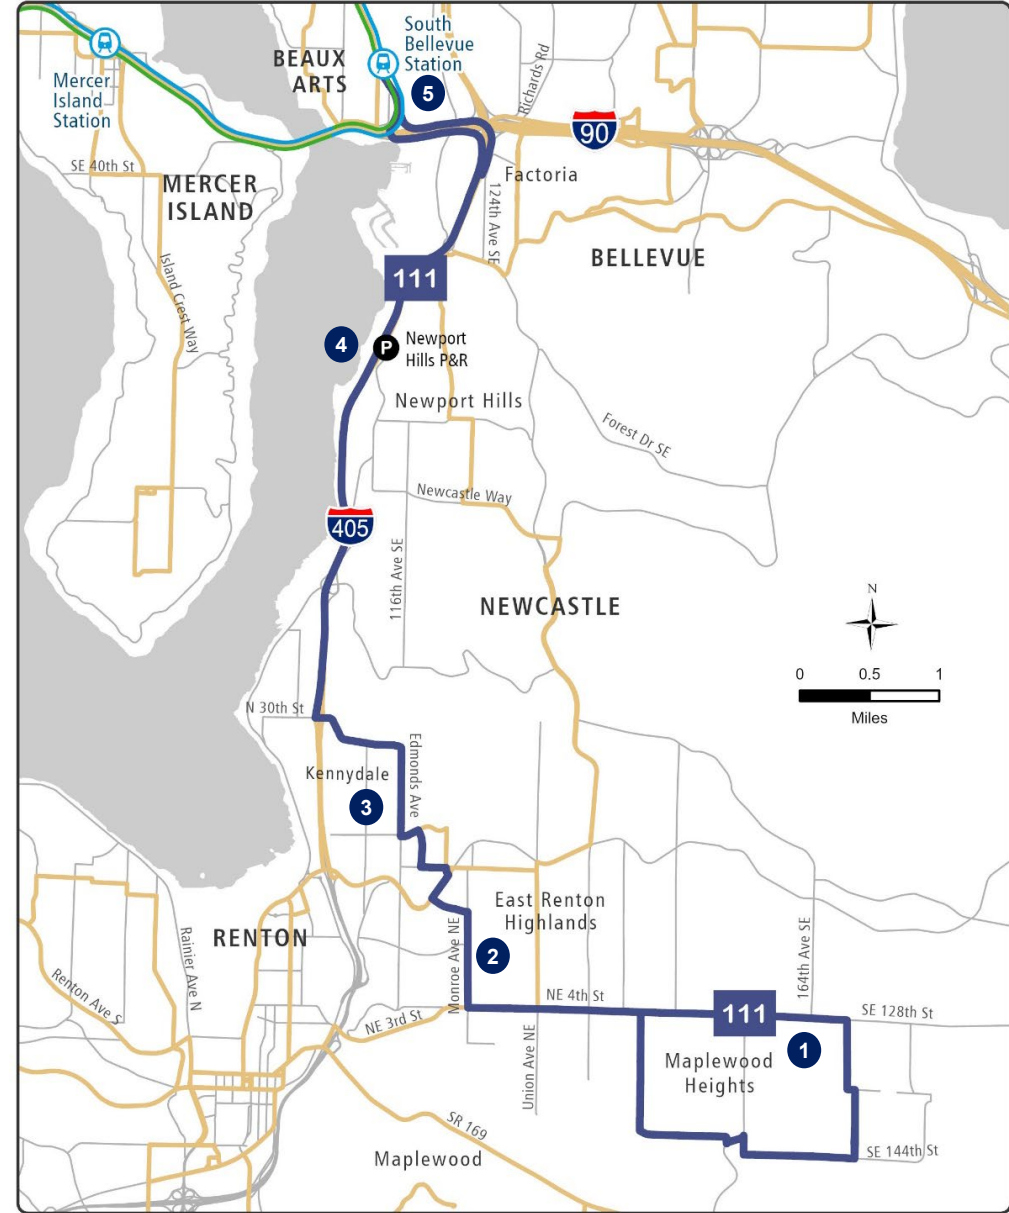 South
Bellevue
Station
BEAUX
ARTS
5
Mercer
Island
Station
Richards Rd
90
SE 40th St
MERCER
ISLAND
Factoria
124th Ave SE
BELLEVUE
Island Crest Way
111
4
P
Newport
Hills P&R
Newport Hills
Forest Dr SE
Newcastle Way
405
116th Ave SE
NEWCASTLE
N
0 0.5 1
Miles
N 30th St
Edmonds Ave
Kennydale
3
East Renton
Highlands
RENTON
Rainier Ave N
Monroe Ave NE
2
164th Ave SE
Renton Ave S
NE 3rd St
NE 4th St
111
SE 128th St
Union Ave NE
1
Maplewood
Heights
SR 169
Maplewood
SE 144th St